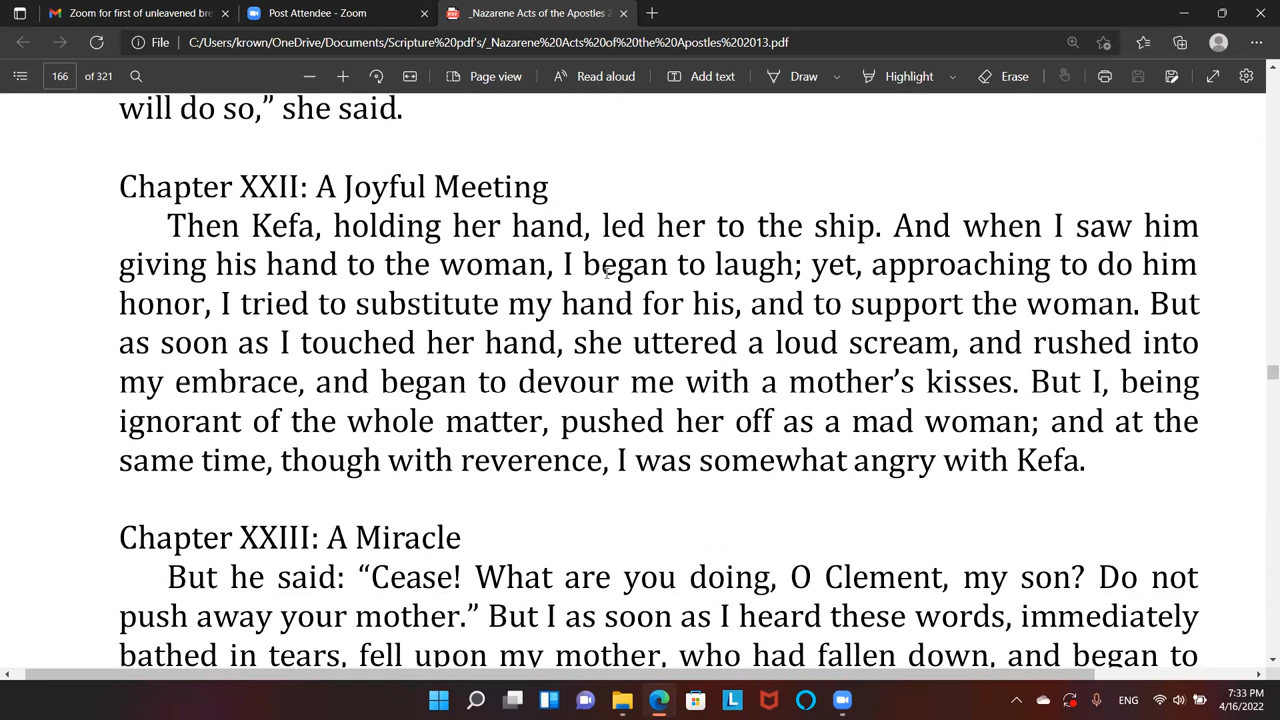 Zoom for first of unleavened bre
Post Attendee - Zoom
_Nazarene Acts of the Apostles 2
File
C:/Users/krown/OneDrive/Documents/Scripture%20pdf's/_Nazarene%20Acts%20of%20the%20Apostles%202013.pdf
166 of 321
Page view
Read aloud
Add text
Draw
Highlight
Erase
will do so,” she said.
Chapter XXII: A Joyful Meeting
Then Kefa, holding her hand, led her to the ship. And when I saw him
giving his hand to the woman, I began to laugh; yet, approaching to do him
honor, I tried to substitute my hand for his, and to support the woman. But
as soon as I touched her hand, she uttered a loud scream, and rushed into
my embrace, and began to devour me with a mother’s kisses. But I, being
ignorant of the whole matter, pushed her off as a mad woman; and at the
same time, though with reverence, I was somewhat angry with Kefa.
Chapter XXIII: A Miracle
But he said: “Cease! What are you doing, O Clement, my son? Do not
push away your mother.” But I as soon as I heard these words, immediately
bathed in tears, fell upon my mother, who had fallen down, and began to
ENG
7:33 PM
4/16/2022